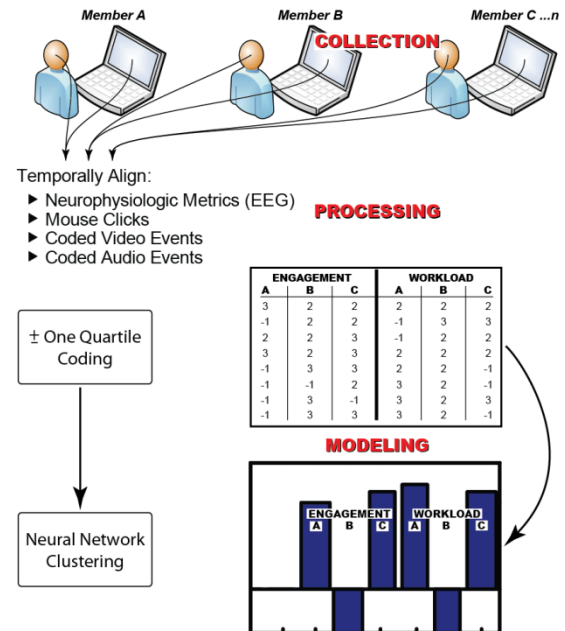 Member A Member B Member C ...n
COLLECTION
Temporally Align:
▶ Neurophysiologic Metrics (EEG)
▶ Mouse Clicks
▶ Coded Video Events
▶ Coded Audio Events
PROCESSING
ENGAGEMENT WORKLOAD
A B C A B C
3 2 2 2 2 2
-1 2 2 -1 3 3
2 2 3 -1 2 2
3 2 3 2 2 2
-1 3 3 2 2 -1
-1 -1 2 3 2 -1
-1 3 -1 3 2 3
-1 3 3 3 2 -1
± One Quartile
Coding
MODELING
ENGAGEMENT WORKLOAD
A B C A B C
Neural Network
Clustering